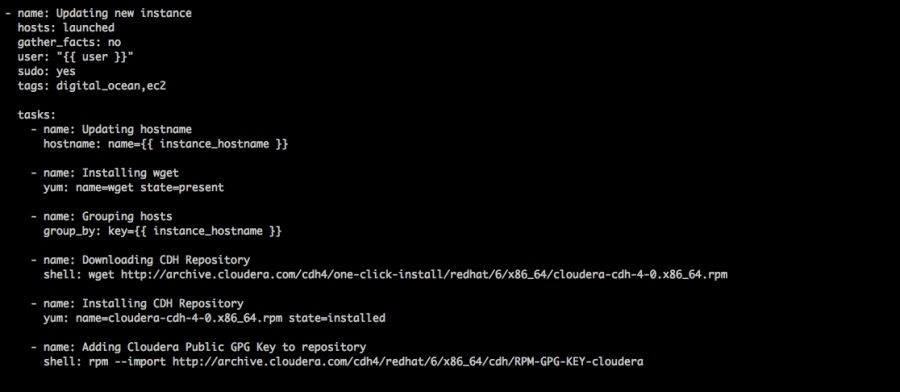 - name: Updating new instance
hosts: launched
gather_facts: no
user: "{{ user }}"
sudo: yes
tags: digital_ocean,ec2
tasks:
- name: Updating hostname
hostname: name={{ instance_hostname }}
- name: Installing wget
yum: name=wget state=present
- name: Grouping hosts
group_by: key={{ instance_hostname }}
- name: Downloading CDH Repository
shell: wget http://archive.cloudera.com/cdh4/one-click-install/redhat/6/x86_64/cloudera-cdh-4-0.x86_64.rpm
- name: Installing CDH Repository
yum: name=cloudera-cdh-4-0.x86_64.rpm state=installed
- name: Adding Cloudera Public GPG Key to repository
shell: rpm --import http://archive.cloudera.com/cdh4/redhat/6/x86_64/cdh/RPM-GPG-KEY-cloudera